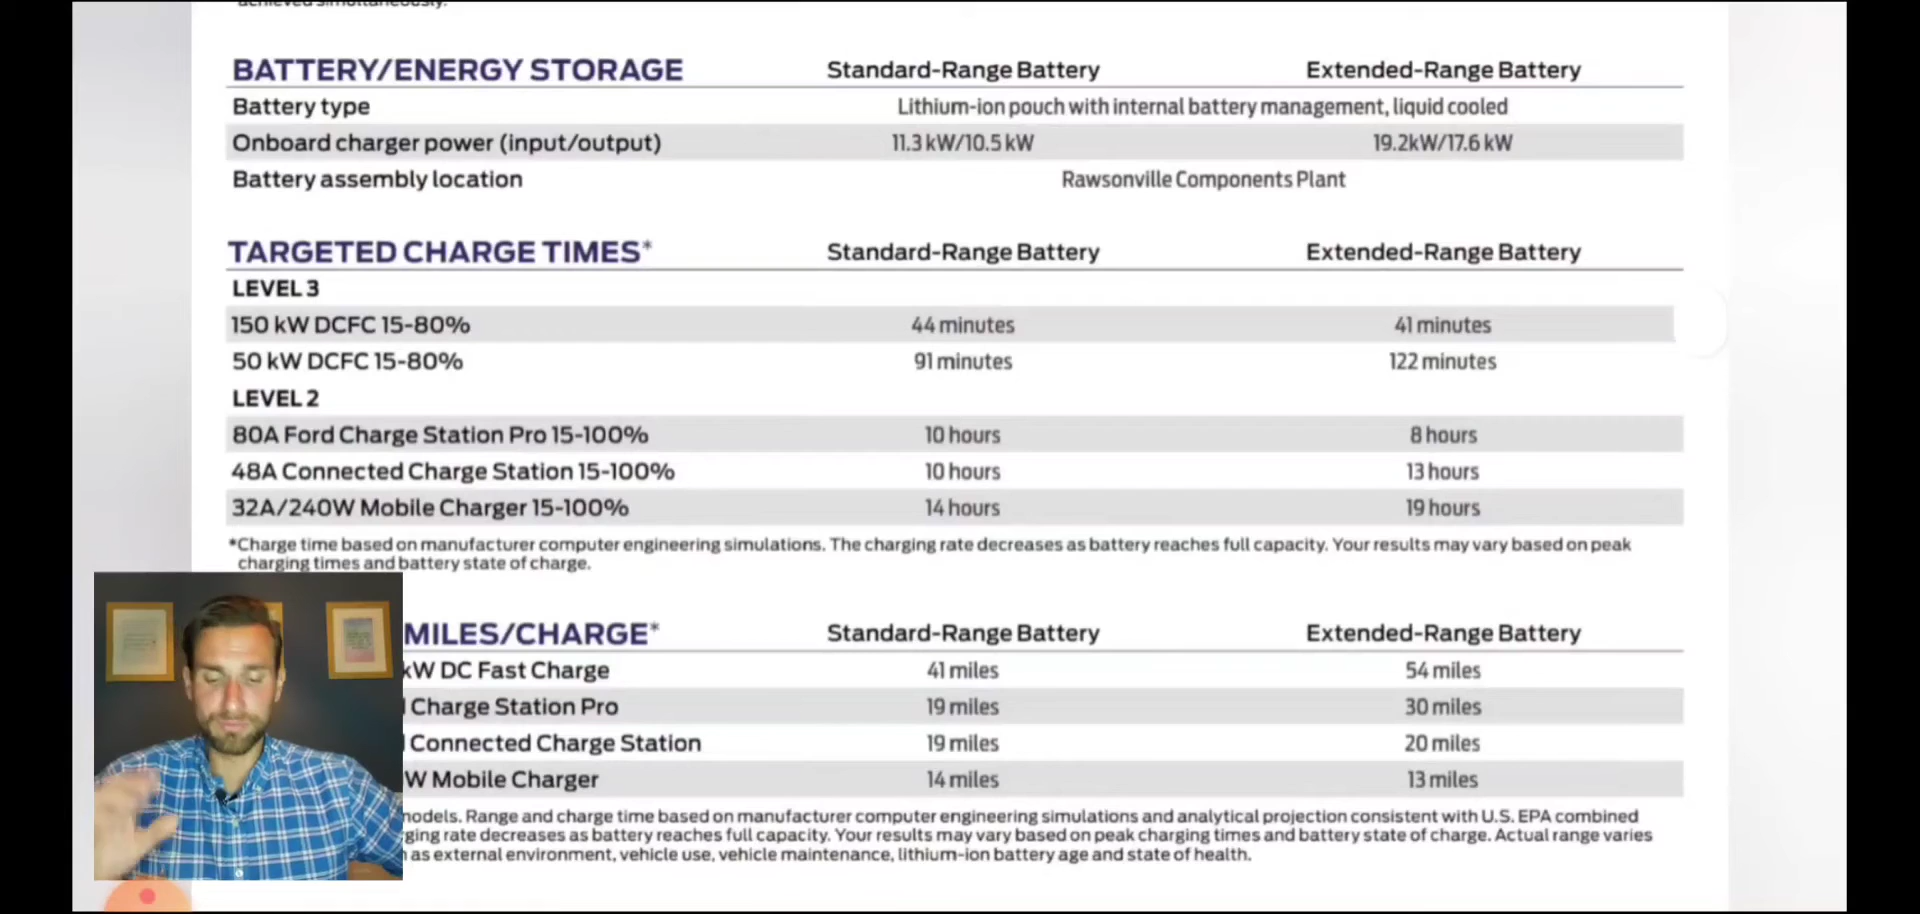 achieved simultaneously.
BATTERY/ENERGY STORAGE Standard-Range Battery Extended-Range Battery
Battery type Lithium-ion pouch with internal battery management, liquid cooled
Onboard charger power (input/output) 11.3 kW/10.5 kW 19.2kW/17.6 kW
Battery assembly location Rawsonville Components Plant
TARGETED CHARGE TIMES* Standard-Range Battery Extended-Range Battery
LEVEL 3
150 kW DCFC 15-80% 44 minutes 41 minutes
50 kW DCFC 15-80% 91 minutes 122 minutes
LEVEL 2
80A Ford Charge Station Pro 15-100% 10 hours 8 hours
48A Connected Charge Station 15-100% 10 hours 13 hours
32A/240W Mobile Charger 15-100% 14 hours 19 hours
*Charge time based on manufacturer computer engineering simulations. The charging rate decreases as battery reaches full capacity. Your results may vary based on peak
charging times and battery state of charge.
MILES/CHARGE* Standard-Range Battery Extended-Range Battery
kW DC Fast Charge 41 miles 54 miles
Charge Station Pro 19 miles 30 miles
Connected Charge Station 19 miles 20 miles
W Mobile Charger 14 miles 13 miles
models. Range and charge time based on manufacturer computer engineering simulations and analytical projection consistent with U.S. EPA combined
ging rate decreases as battery reaches full capacity. Your results may vary based on peak charging times and battery state of charge. Actual range varies
as external environment, vehicle use, vehicle maintenance, lithium-ion battery age and state of health.